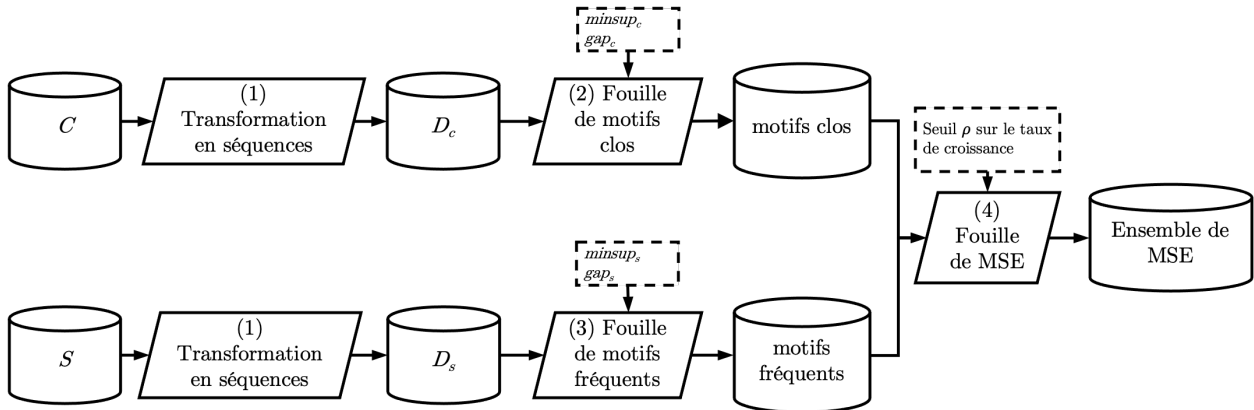 minsup_c
gap_c
C
(1)
Transformation
en séquences
D_c
(2) Fouille
de motifs
clos
motifs clos
Seuil ρ sur le taux
de croissance
(4)
Fouille
de MSE
Ensemble de
MSE
minsup_s
gap_s
S
(1)
Transformation
en séquences
D_s
(3) Fouille
de motifs
fréquents
motifs
fréquents